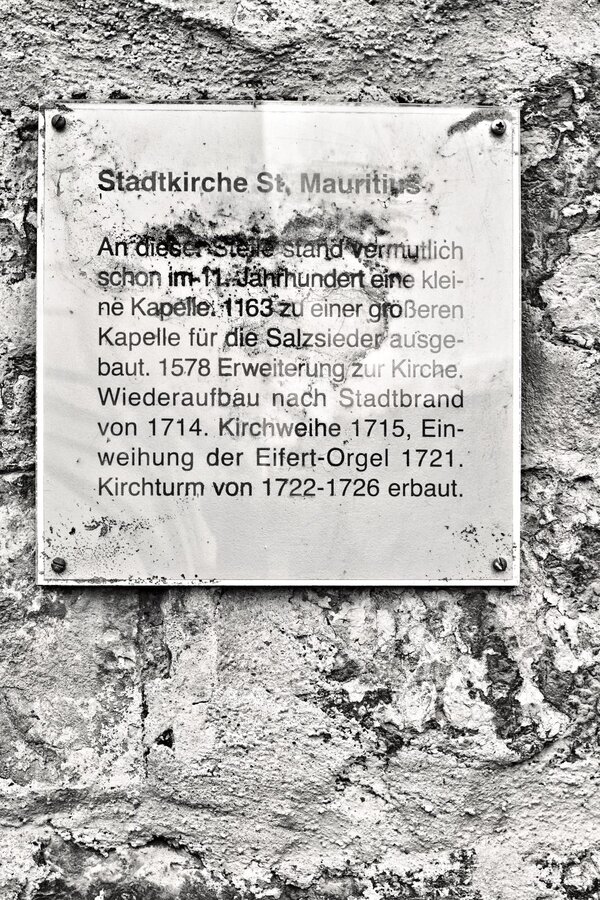 Stadtkirche St. Mauritius
An dieser Stelle stand vermutlich
schon im 11. Jahrhundert eine klei-
ne Kapelle. 1163 zu einer größeren
Kapelle für die Salzsieder ausge-
baut. 1578 Erweiterung zur Kirche.
Wiederaufbau nach Stadtbrand
von 1714. Kirchweihe 1715, Ein-
weihung der Eifert-Orgel 1721.
Kirchturm von 1722-1726 erbaut.